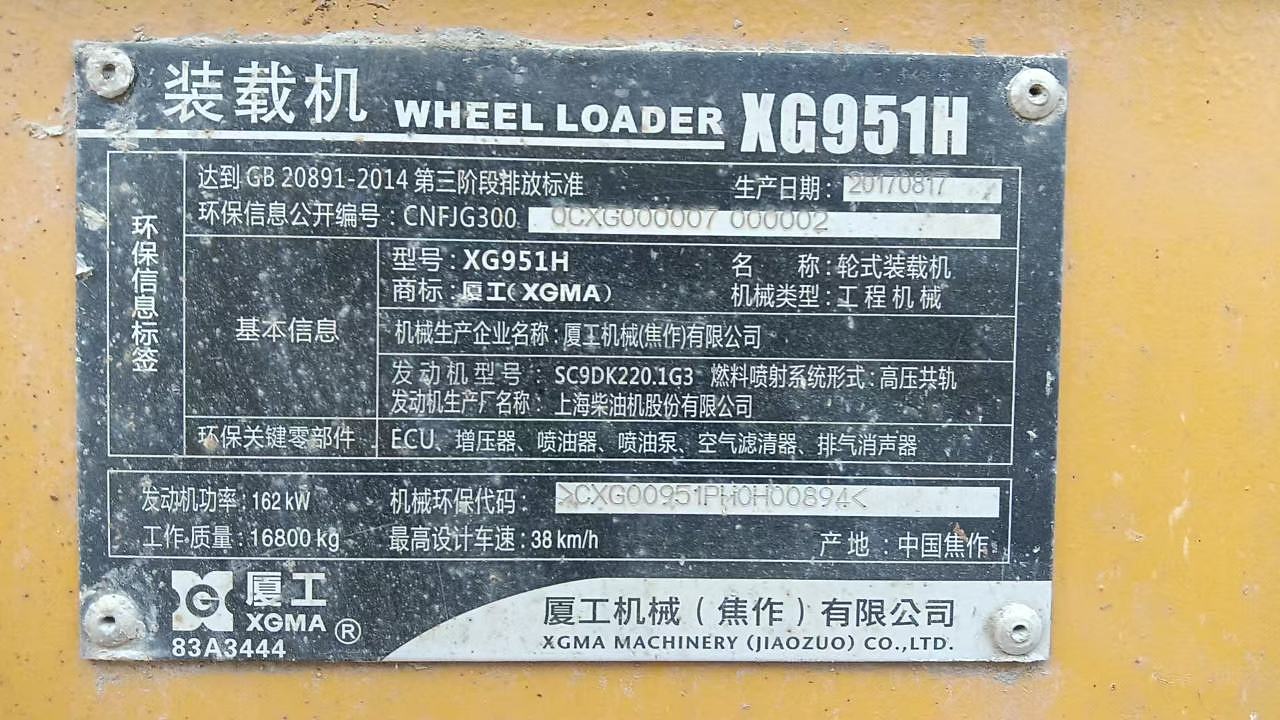 装载机 WHEEL LOADER XG951H
环保信息标签
达到GB 20891-2014第三阶段排放标准 生产日期: 20170817
环保信息公开编号: CNFJG300 0CXG000007 000002
基本信息
型号: XG951H 名 称: 轮式装载机
商标: 厦工(XGMA) 机械类型: 工程机械
机械生产企业名称: 厦工机械(焦作)有限公司
发动机型号: SC9DK220.1G3 燃料喷射系统形式: 高压共轨
发动机生产厂名称: 上海柴油机股份有限公司
环保关键零部件 ECU、增压器、喷油器、喷油泵、空气滤清器、排气消声器
发动机功率: 162 kW 机械环保代码: >CXG00951PH0H00894<
工作质量: 16800 kg 最高设计车速: 38 km/h 产 地: 中国焦作
厦工
XGMA ®
83A3444
厦工机械(焦作)有限公司
XGMA MACHINERY (JIAOZUO) CO.,LTD.